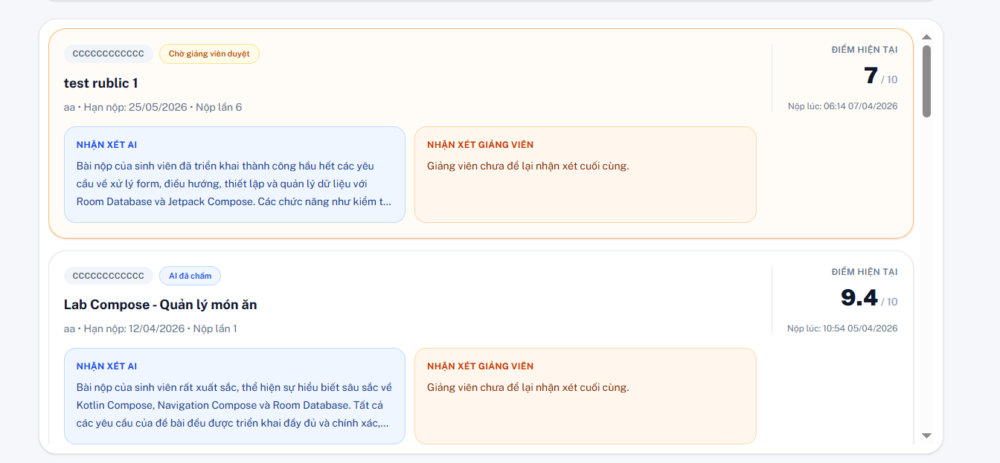 CCCCCCCCCCCC
Chờ giảng viên duyệt
test rublic 1
aa • Hạn nộp: 25/05/2026 • Nộp lần 6
ĐIỂM HIỆN TẠI
7 / 10
Nộp lúc: 06:14 07/04/2026
NHẬN XÉT AI
Bài nộp của sinh viên đã triển khai thành công hầu hết các yêu
cầu về xử lý form, điều hướng, thiết lập và quản lý dữ liệu với
Room Database và Jetpack Compose. Các chức năng như kiểm t...
NHẬN XÉT GIẢNG VIÊN
Giảng viên chưa để lại nhận xét cuối cùng.
CCCCCCCCCCCC
AI đã chấm
Lab Compose - Quản lý món ăn
aa • Hạn nộp: 12/04/2026 • Nộp lần 1
ĐIỂM HIỆN TẠI
9.4 / 10
Nộp lúc: 10:54 05/04/2026
NHẬN XÉT AI
Bài nộp của sinh viên rất xuất sắc, thể hiện sự hiểu biết sâu sắc về
Kotlin Compose, Navigation Compose và Room Database. Tất cả
các yêu cầu của đề bài đều được triển khai đầy đủ và chính xác,...
NHẬN XÉT GIẢNG VIÊN
Giảng viên chưa để lại nhận xét cuối cùng.